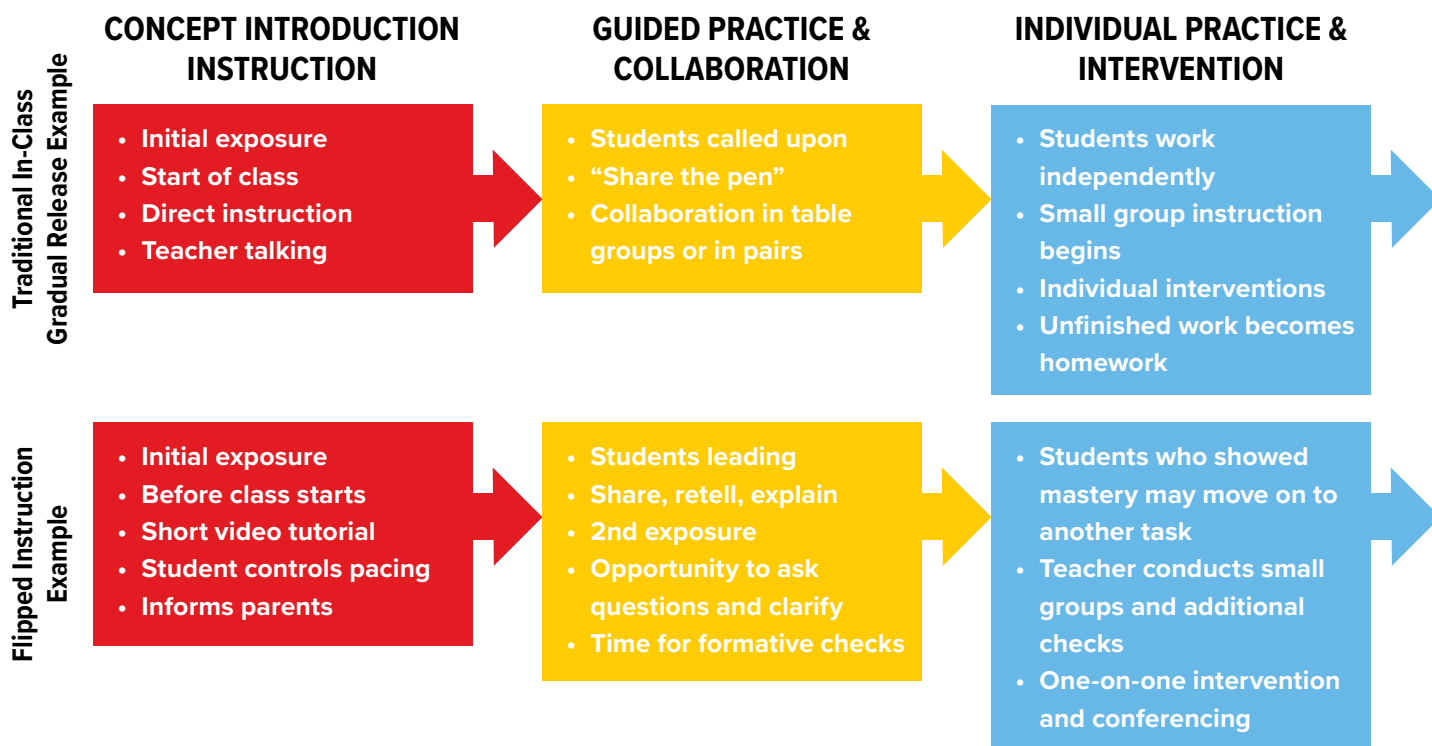 CONCEPT INTRODUCTION
INSTRUCTION
GUIDED PRACTICE &
COLLABORATION
INDIVIDUAL PRACTICE &
INTERVENTION
Traditional In-Class
Gradual Release Example
• Initial exposure
• Start of class
• Direct instruction
• Teacher talking
• Students called upon
• “Share the pen”
• Collaboration in table
groups or in pairs
• Students work
independently
• Small group instruction
begins
• Individual interventions
• Unfinished work becomes
homework
Flipped Instruction
Example
• Initial exposure
• Before class starts
• Short video tutorial
• Student controls pacing
• Informs parents
• Students leading
• Share, retell, explain
• 2nd exposure
• Opportunity to ask
questions and clarify
• Time for formative checks
• Students who showed
mastery may move on to
another task
• Teacher conducts small
groups and additional
checks
• One-on-one intervention
and conferencing